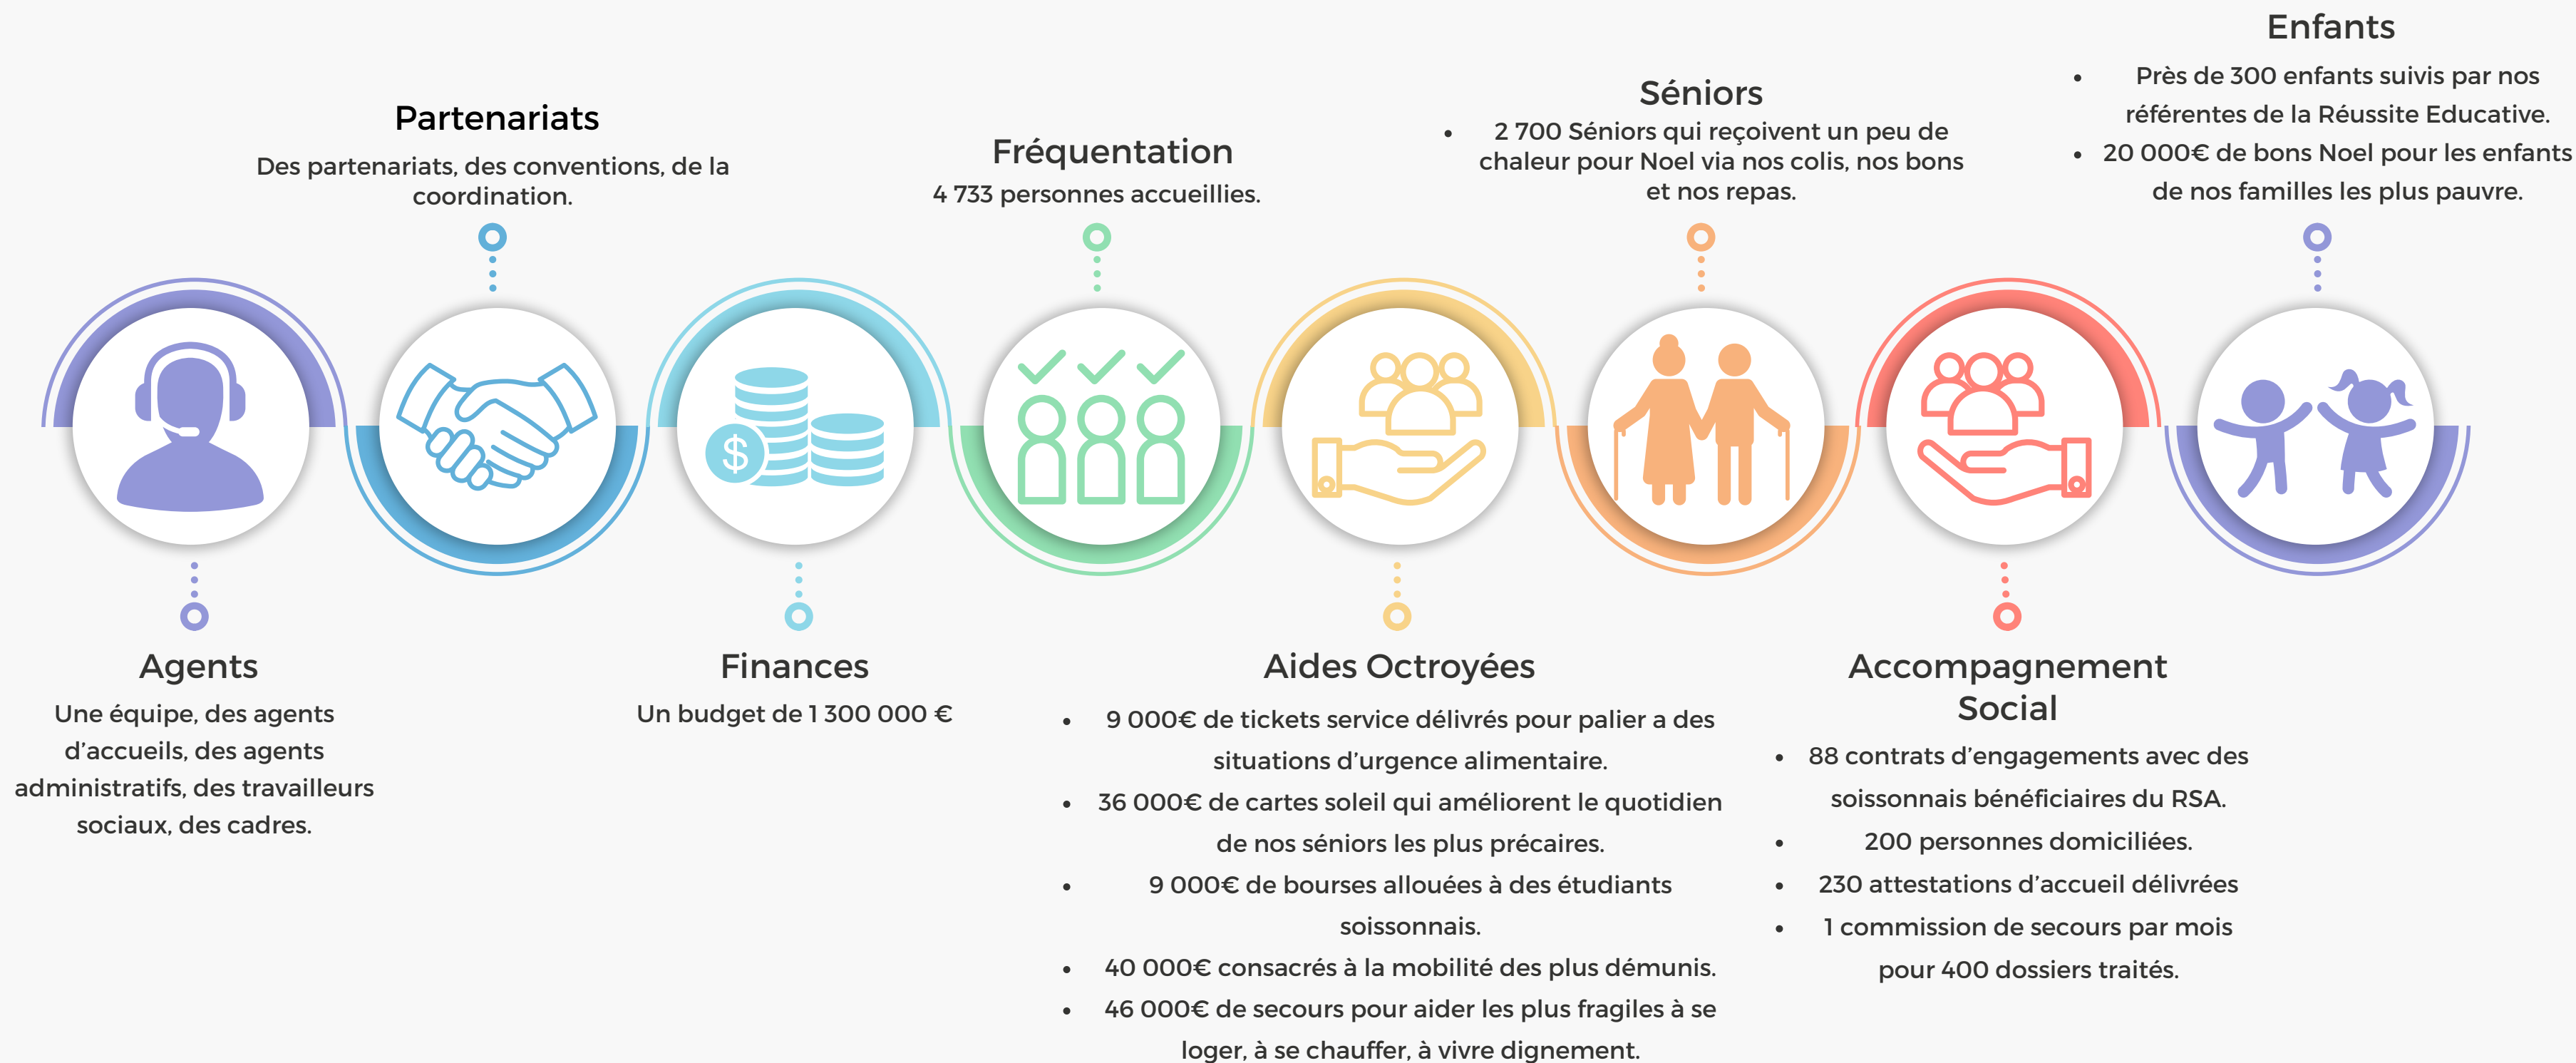 Agents
Une équipe, des agents
d’accueils, des agents
administratifs, des travailleurs
sociaux, des cadres.
Partenariats
Des partenariats, des conventions, de la
coordination.
$
Finances
Un budget de 1 300 000 €
Fréquentation
4 733 personnes accueillies.
Aides Octroyées
• 9 000€ de tickets service délivrés pour palier a des
situations d’urgence alimentaire.
• 36 000€ de cartes soleil qui améliorent le quotidien
de nos séniors les plus précaires.
• 9 000€ de bourses allouées à des étudiants
soissonnais.
• 40 000€ consacrés à la mobilité des plus démunis.
• 46 000€ de secours pour aider les plus fragiles à se
loger, à se chauffer, à vivre dignement.
Séniors
• 2 700 Séniors qui reçoivent un peu de
chaleur pour Noel via nos colis, nos bons
et nos repas.
Accompagnement
Social
• 88 contrats d’engagements avec des
soissonnais bénéficiaires du RSA.
• 200 personnes domiciliées.
• 230 attestations d’accueil délivrées
• 1 commission de secours par mois
pour 400 dossiers traités.
Enfants
• Près de 300 enfants suivis par nos
référentes de la Réussite Educative.
• 20 000€ de bons Noel pour les enfants
de nos familles les plus pauvre.